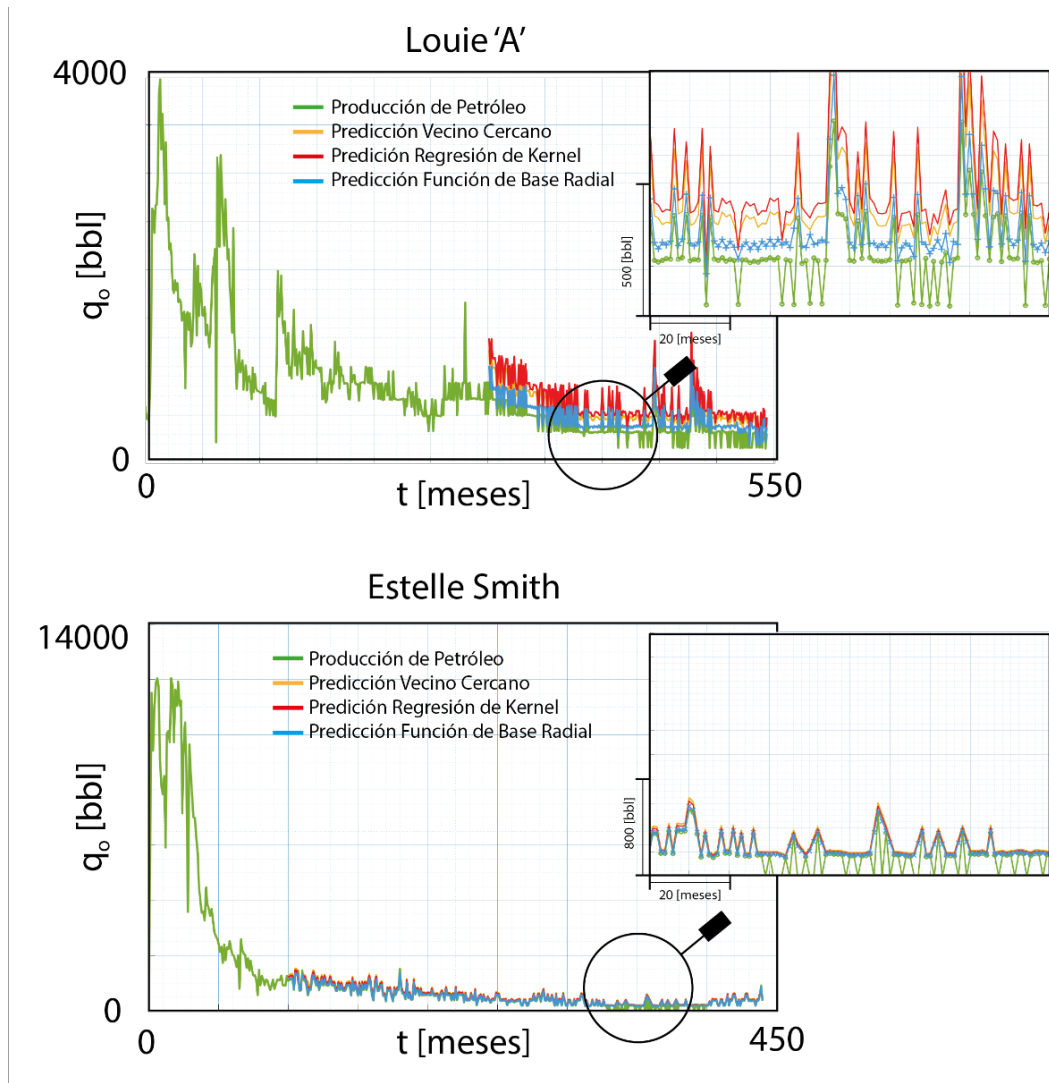 Louie ‘A’
4000
Producción de Petróleo
Predicción Vecino Cercano
Predición Regresión de Kernel
Predicción Función de Base Radial
qo [bbl]
500 [bbl]
20 [meses]
0
0
t [meses]
550
Estelle Smith
14000
Producción de Petróleo
Predicción Vecino Cercano
Predición Regresión de Kernel
Predicción Función de Base Radial
qo [bbl]
800 [bbl]
20 [meses]
0
0
t [meses]
450